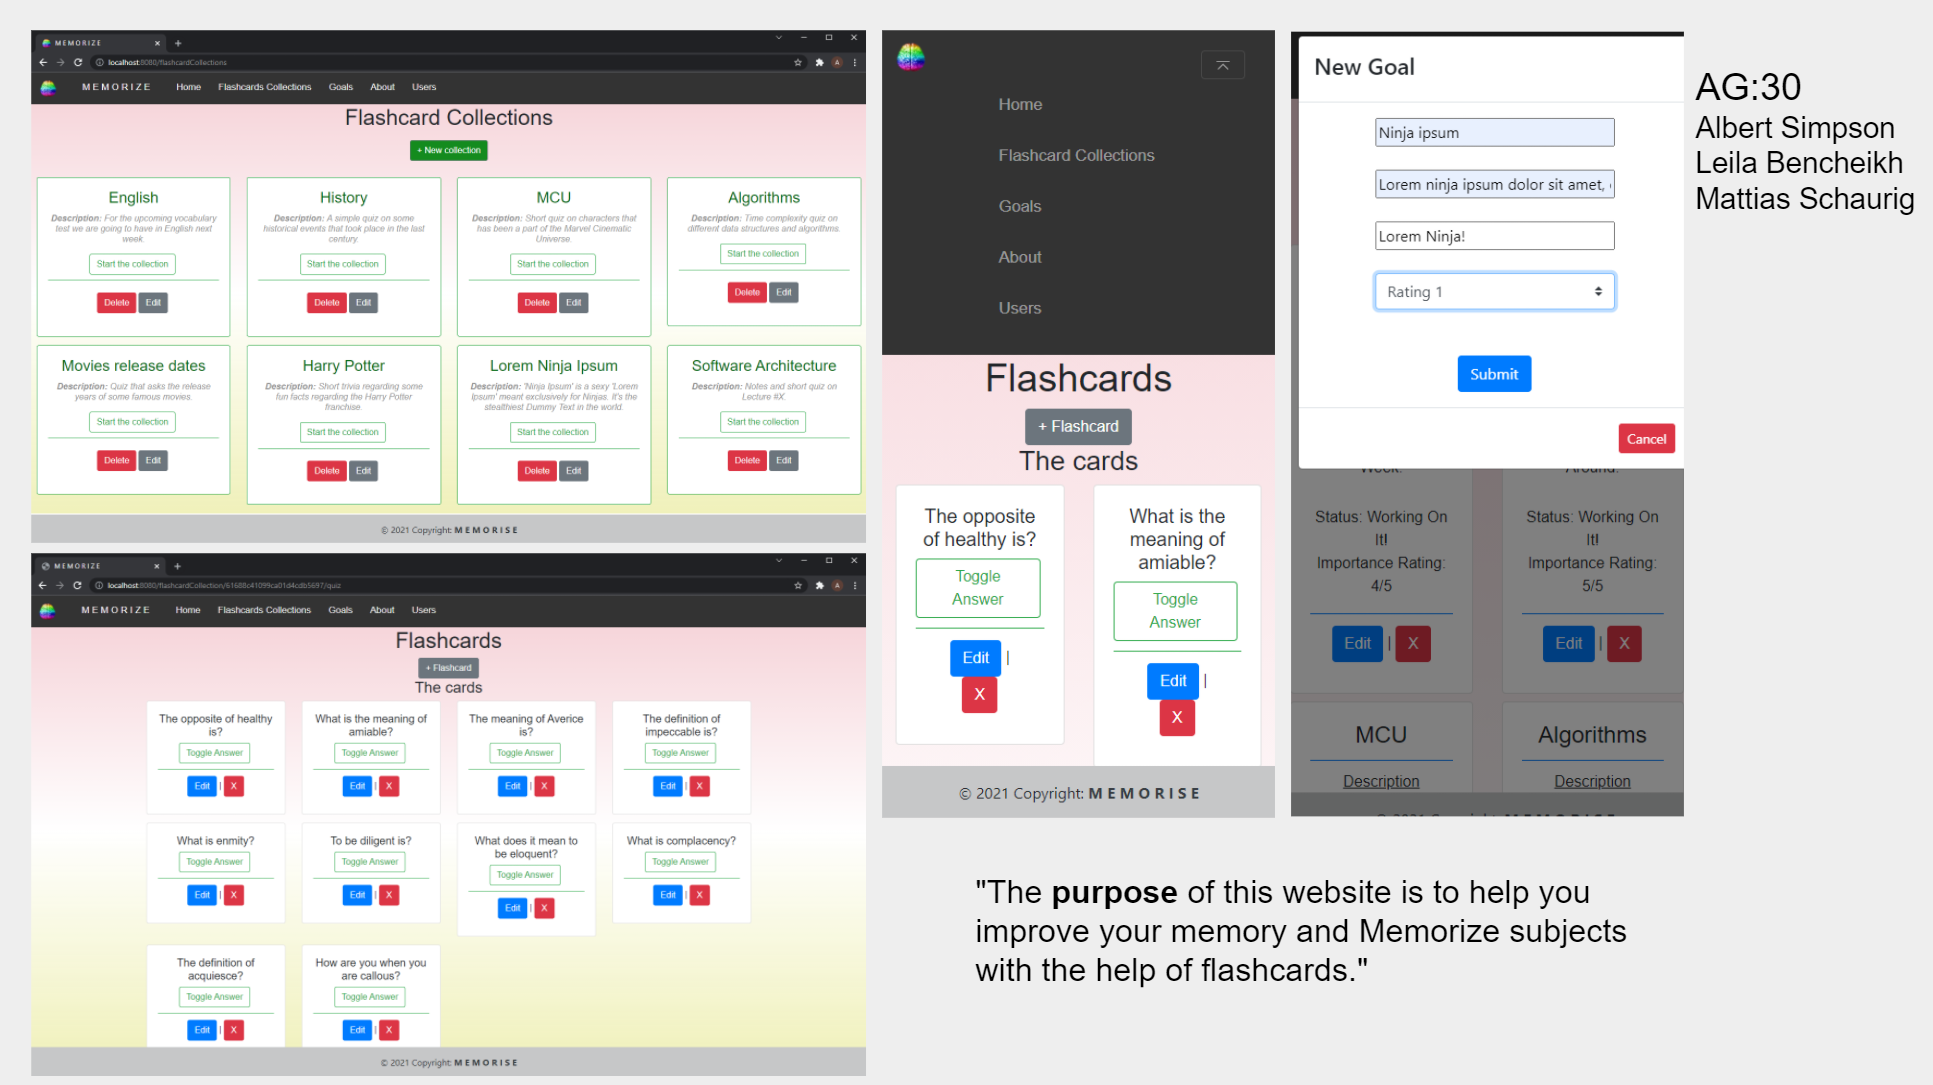 MEMORIZE
localhost:8080/flashcardCollections
A
MEMORIZE Home Flashcards Collections Goals About Users
Flashcard Collections
+ New collection
English
Description: For the upcoming vocabulary
test we are going to have in English next
week.
Start the collection
Delete Edit
History
Description: A simple quiz on some
historical events that took place in the last
century.
Start the collection
Delete Edit
MCU
Description: Short quiz on characters that
has been a part of the Marvel Cinematic
Universe
Start the collection
Delete Edit
Algorithms
Description: Time complexity quiz on
different data structures and algorithms.
Start the collection
Delete Edit
Movies release dates
Description: Quiz that asks the release
years of some famous movies.
Start the collection
Delete Edit
Harry Potter
Description: Short trivia regarding some
fun facts regarding the Harry Potter
franchise.
Start the collection
Delete Edit
Lorem Ninja Ipsum
Description: 'Ninja Ipsum' is a sexy 'Lorem
Ipsum' meant exclusively for Ninjas. It's the
stealthiest Dummy Text in the world.
Start the collection
Delete Edit
Software Architecture
Description: Notes and short quiz on
Lecture #X.
Start the collection
Delete Edit
© 2021 Copyright: MEMORISE
MEMORIZE
localhost:8080/flashcardCollection/61688c41099ca01d4cdb5697/quiz
A
MEMORIZE Home Flashcards Collections Goals About Users
Flashcards
+ Flashcard
The cards
The opposite of healthy
is?
Toggle Answer
Edit | X
What is the meaning of
amiable?
Toggle Answer
Edit | X
The meaning of Averice
is?
Toggle Answer
Edit | X
The definition of
impeccable is?
Toggle Answer
Edit | X
What is enmity?
Toggle Answer
Edit | X
To be diligent is?
Toggle Answer
Edit | X
What does it mean to
be eloquent?
Toggle Answer
Edit | X
What is complacency?
Toggle Answer
Edit | X
The definition of
acquiesce?
Toggle Answer
Edit | X
How are you when you
are callous?
Toggle Answer
Edit | X
© 2021 Copyright: MEMORISE
Home
Flashcard Collections
Goals
About
Users
Flashcards
+ Flashcard
The cards
The opposite
of healthy is?
Toggle
Answer
Edit |
X
What is the
meaning of
amiable?
Toggle
Answer
Edit |
X
© 2021 Copyright: MEMORISE
New Goal
Ninja ipsum
Lorem ninja ipsum dolor sit amet,
Lorem Ninja!
Rating 1
Submit
Cancel
Status: Working On
It!
Importance Rating:
4/5
Edit | X
Status: Working On
It!
Importance Rating:
5/5
Edit | X
MCU
Description
Algorithms
Description
AG:30
Albert Simpson
Leila Bencheikh
Mattias Schaurig
"The purpose of this website is to help you
improve your memory and Memorize subjects
with the help of flashcards."